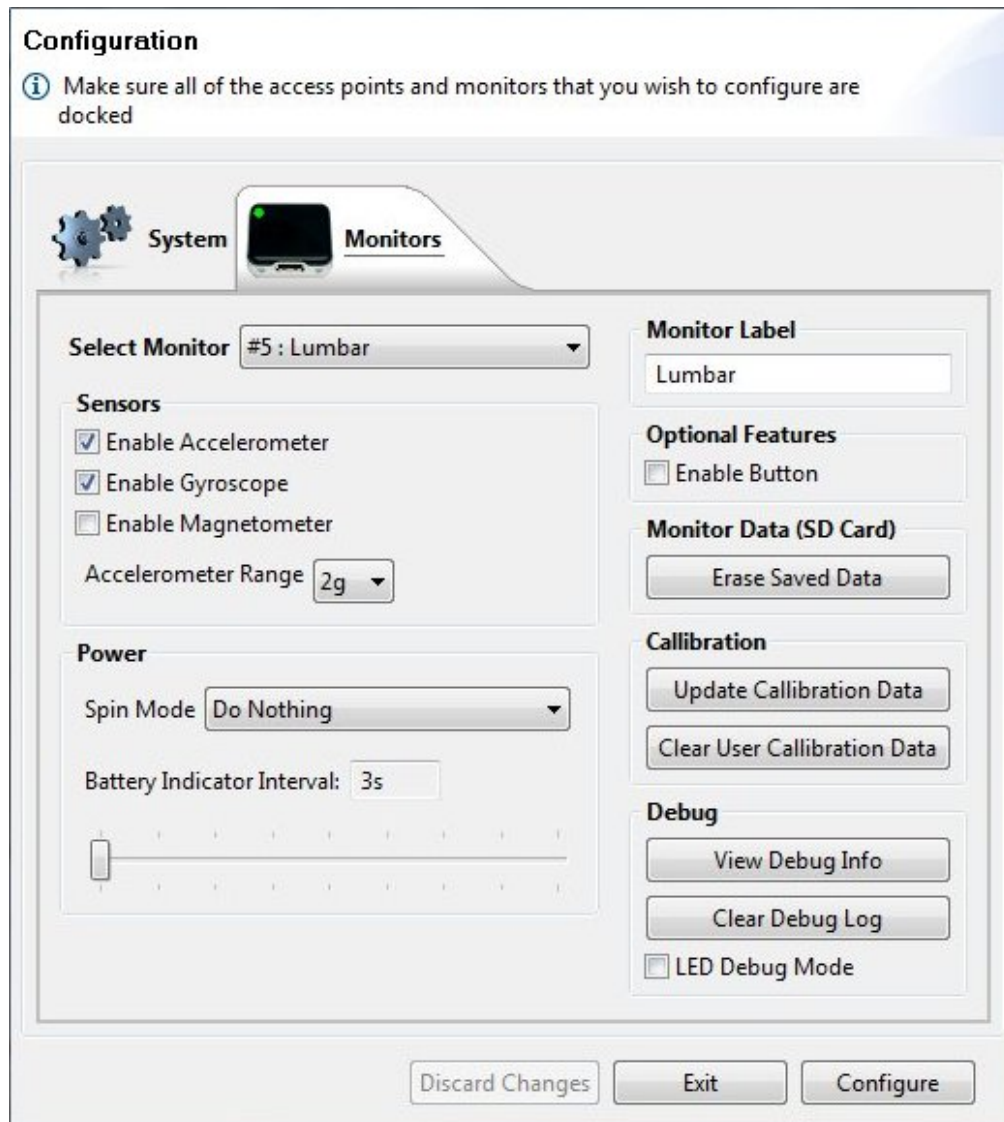 Configuration
Make sure all of the access points and monitors that you wish to configure are
docked
System
Monitors
Select Monitor #5 : Lumbar
Sensors
Enable Accelerometer
Enable Gyroscope
Enable Magnetometer
Accelerometer Range 2g
Power
Spin Mode Do Nothing
Battery Indicator Interval: 3s
Monitor Label
Lumbar
Optional Features
Enable Button
Monitor Data (SD Card)
Erase Saved Data
Callibration
Update Callibration Data
Clear User Callibration Data
Debug
View Debug Info
Clear Debug Log
LED Debug Mode
Discard Changes
Exit
Configure